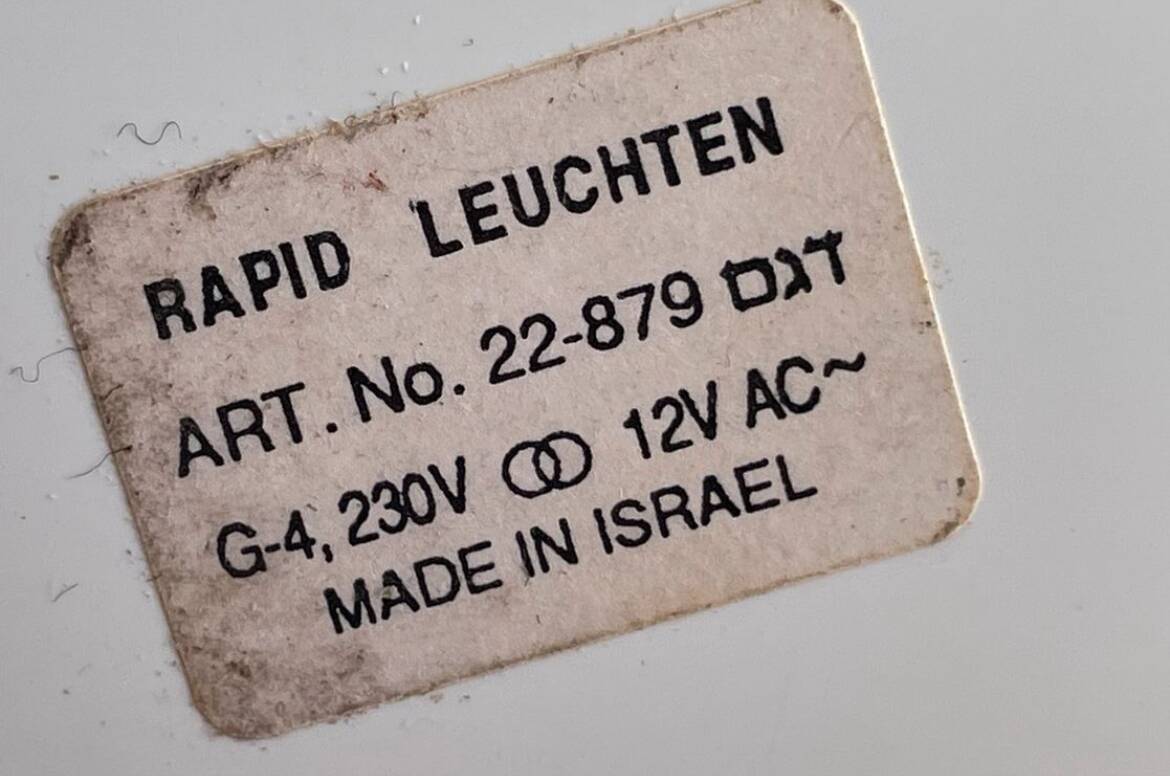 RAPID LEUCHTEN
ART. No. 22-879 דגם
G-4, 230V 12V AC~
MADE IN ISRAEL